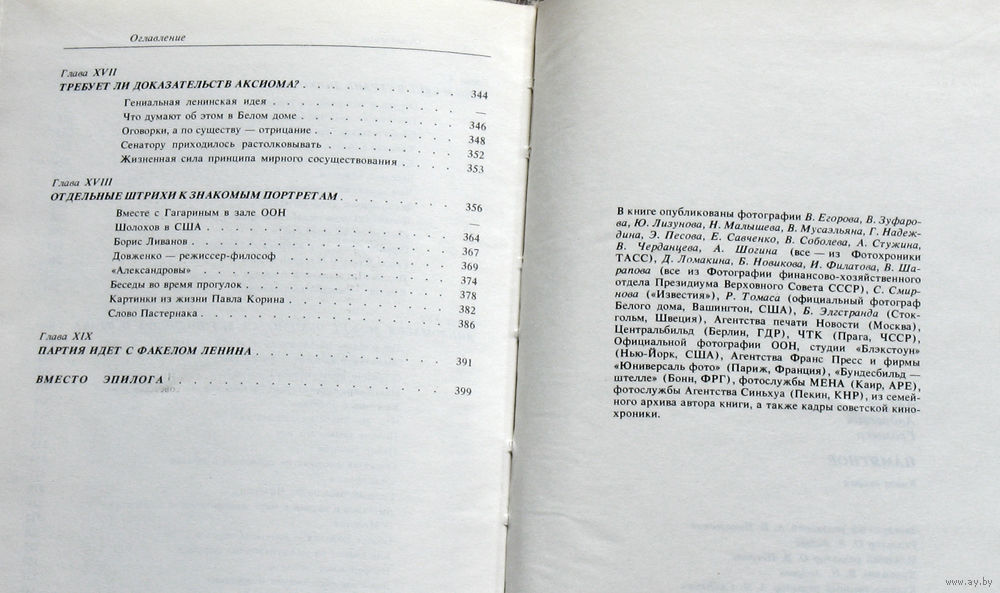 Оглавление
Глава XVII
ТРЕБУЕТ ЛИ ДОКАЗАТЕЛЬСТВ АКСИОМА? . . . . . . . . . . 344
Гениальная ленинская идея . . . . . . . . . . —
Что думают об этом в Белом доме . . . . . . . . . . 346
Оговорки, а по существу — отрицание . . . . . . . . . . 348
Сенатору приходилось растолковывать . . . . . . . . . . 352
Жизненная сила принципа мирного сосуществования . . . . 353
Глава XVIII
ОТДЕЛЬНЫЕ ШТРИХИ К ЗНАКОМЫМ ПОРТРЕТАМ . . . . . . . . 356
Вместе с Гагариным в зале ООН —
Шолохов в США . . . . . . . . . . 364
Борис Ливанов . . . . . . . . . . 367
Довженко — режиссер-философ . . . . . . . . . . 369
«Александровы» . . . . . . . . . . 374
Беседы во время прогулок . . . . . . . . . . 378
Картинки из жизни Павла Корина . . . . . . . . . . 382
Слово Пастернака . . . . . . . . . . 386
Глава XIX
ПАРТИЯ ИДЕТ С ФАКЕЛОМ ЛЕНИНА . . . . . . . . . . 391
ВМЕСТО ЭПИЛОГА . . . . . . . . . . 399
В книге опубликованы фотографии В. Егорова, В. Зуфаро-
ва, Ю. Лизунова, Н. Малышева, В. Мусаэльяна, Г. Надеж-
дина, Э. Песова, Е. Савченко, В. Соболева, А. Стужина,
В. Черданцева, А. Шогина (все — из Фотохроники
ТАСС), Д. Ломакина, Б. Новикова, И. Филатова, В. Ша-
рапова (все из Фотографии финансово-хозяйственного
отдела Президиума Верховного Совета СССР), С. Смир-
нова («Известия»), Р. Томаса (официальный фотограф
Белого дома, Вашингтон, США), Б. Элгстранда (Сток-
гольм, Швеция), Агентства печати Новости (Москва),
Центральбильд (Берлин, ГДР), ЧТК (Прага, ЧССР),
Официальной фотографии ООН, студии «Блэкстоун»
(Нью-Йорк, США), Агентства Франс Пресс и фирмы
«Юниверсаль фото» (Париж, Франция), «Бундесбильд —
штелле» (Бонн, ФРГ), фотослужбы МЕНА (Каир, АРЕ),
фотослужбы Агентства Синьхуа (Пекин, КНР), из семей-
ного архива автора книги, а также кадры советской кино-
хроники.
www.ay.by